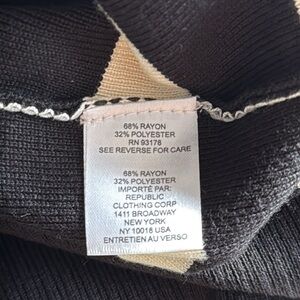 68% RAYON
32% POLYESTER
RN 93178
SEE REVERSE FOR CARE
68% RAYON
32% POLYESTER
IMPORTÉ PAR:
REPUBLIC
CLOTHING CORP
1411 BROADWAY
NEW YORK
NY 10018 USA
ENTRETIEN AU VERSO